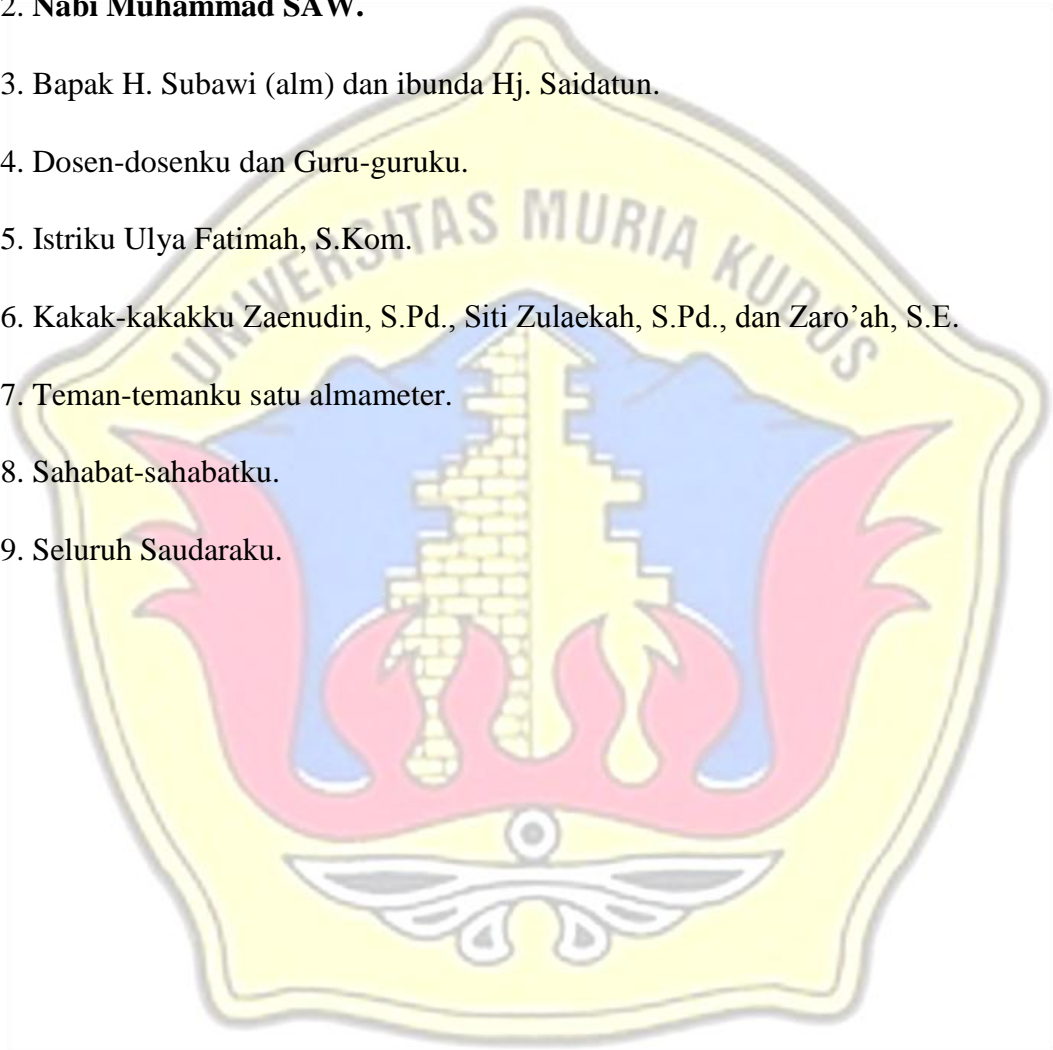 2. Nabi Muhammad SAW.
3. Bapak H. Subawi (alm) dan ibunda Hj. Saidatun.
4. Dosen-dosenku dan Guru-guruku.
5. Istriku Ulya Fatimah, S.Kom.
6. Kakak-kakakku Zaenudin, S.Pd., Siti Zulaekah, S.Pd., dan Zaro’ah, S.E.
7. Teman-temanku satu almameter.
8. Sahabat-sahabatku.
9. Seluruh Saudaraku.
UNIVERSITAS MURIA KUDUS